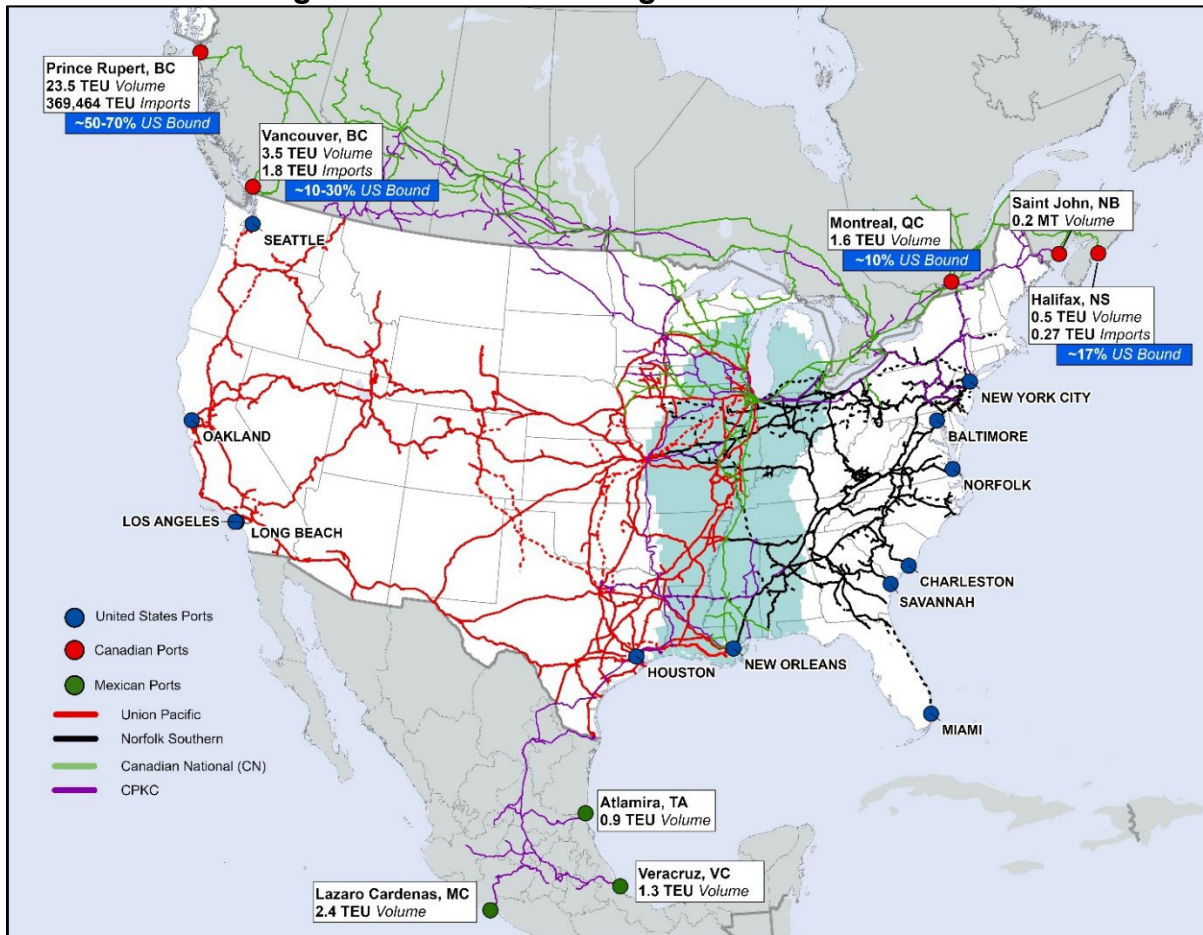 Prince Rupert, BC
23.5 TEU Volume
369,464 TEU Imports
~50-70% US Bound
Vancouver, BC
3.5 TEU Volume
1.8 TEU Imports
~10-30% US Bound
SEATTLE
Montreal, QC
1.6 TEU Volume
~10% US Bound
Saint John, NB
0.2 MT Volume
Halifax, NS
0.5 TEU Volume
0.27 TEU Imports
~17% US Bound
NEW YORK CITY
OAKLAND
BALTIMORE
NORFOLK
LOS ANGELES
LONG BEACH
CHARLESTON
SAVANNAH
HOUSTON
NEW ORLEANS
MIAMI
United States Ports
Canadian Ports
Mexican Ports
Union Pacific
Norfolk Southern
Canadian National (CN)
CPKC
Atlamira, TA
0.9 TEU Volume
Veracruz, VC
1.3 TEU Volume
Lazaro Cardenas, MC
2.4 TEU Volume